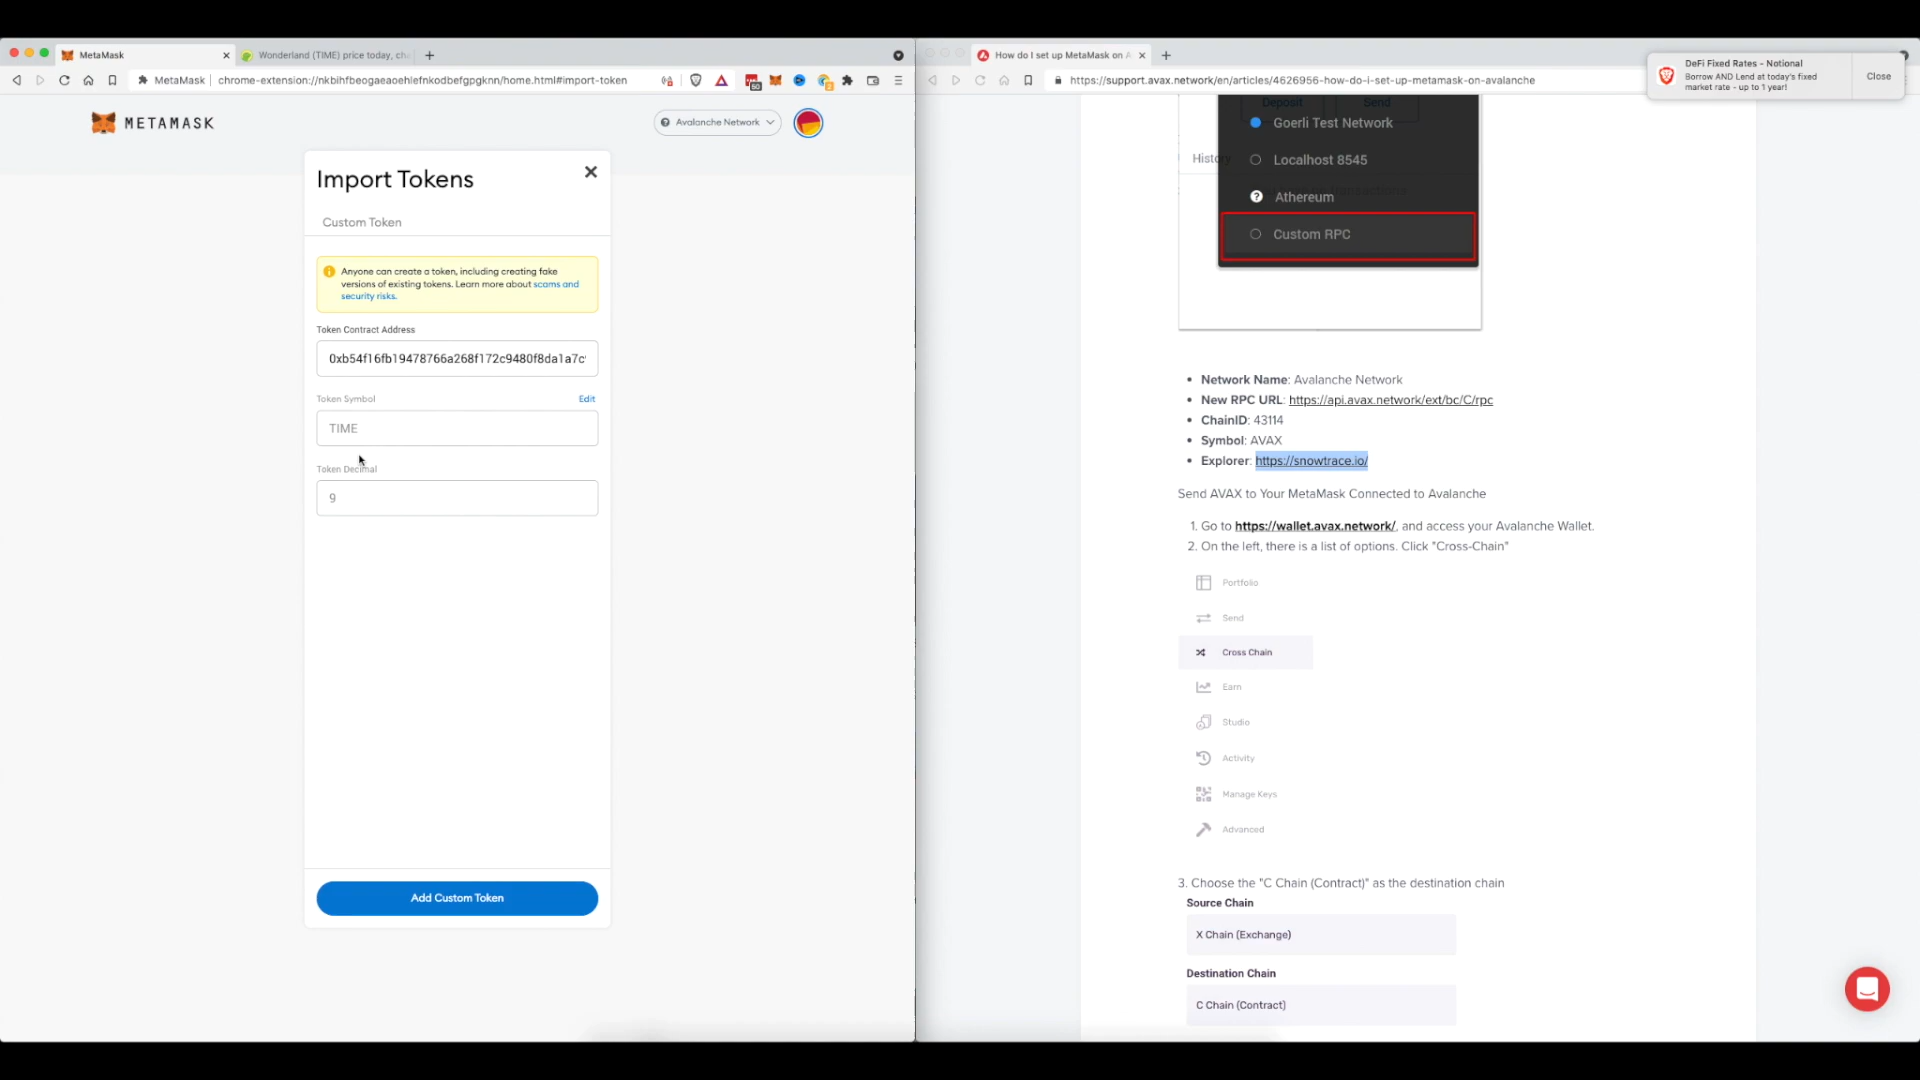 MetaMask
Wonderland (TIME) price today, ch
MetaMask
chrome-extension://nkbihfbeogaeaoehlefnkodbefgpgknn/home.html#import-token
50
2
METAMASK
Avalanche Network
Import Tokens
Custom Token
Anyone can create a token, including creating fake
versions of existing tokens. Learn more about scams and
security risks.
Token Contract Address
0xb54f16fb19478766a268f172c9480f8da1a7c
Token Symbol
Edit
TIME
Token Decimal
9
Add Custom Token
How do I set up MetaMask on A
https://support.avax.network/en/articles/4626956-how-do-i-set-up-metamask-on-avalanche
DeFi Fixed Rates - Notional
Borrow AND Lend at today's fixed
market rate - up to 1 year!
Close
Deposit
Send
Goerli Test Network
History
Localhost 8545
Athereum
Custom RPC
• Network Name: Avalanche Network
• New RPC URL: https://api.avax.network/ext/bc/C/rpc
• ChainID: 43114
• Symbol: AVAX
• Explorer: https://snowtrace.io/
Send AVAX to Your MetaMask Connected to Avalanche
1. Go to https://wallet.avax.network/, and access your Avalanche Wallet.
2. On the left, there is a list of options. Click "Cross-Chain"
Portfolio
Send
Cross Chain
Earn
Studio
Activity
Manage Keys
Advanced
3. Choose the "C Chain (Contract)" as the destination chain
Source Chain
X Chain (Exchange)
Destination Chain
C Chain (Contract)